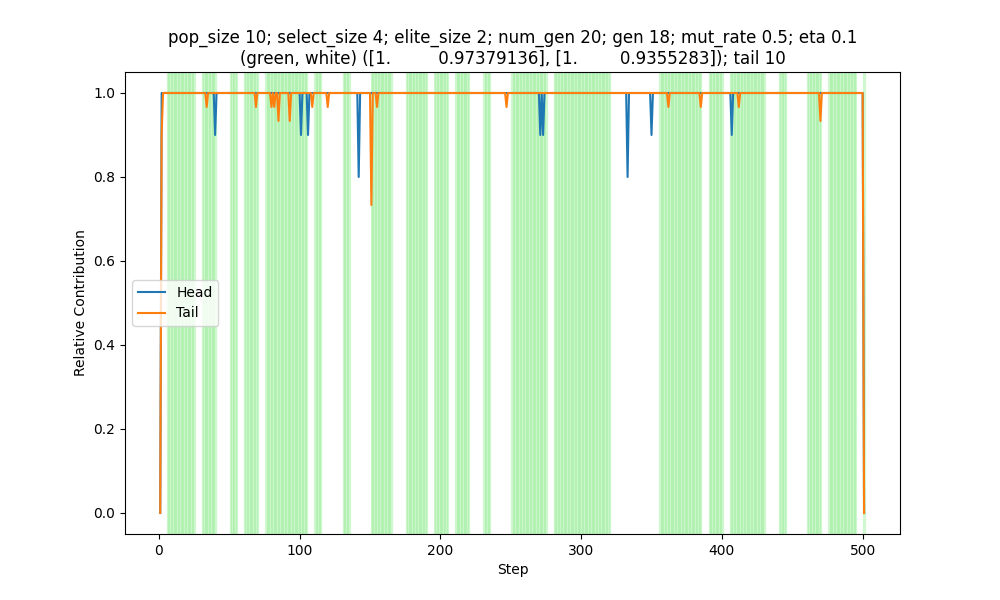 pop_size 10; select_size 4; elite_size 2; num_gen 20; gen 18; mut_rate 0.5; eta 0.1
(green, white) ([1.          0.97379136], [1.         0.9355283]); tail 10
1.0
0.8
0.6
0.4
0.2
0.0
Relative Contribution
Head
Tail
0
100
200
300
400
500
Step